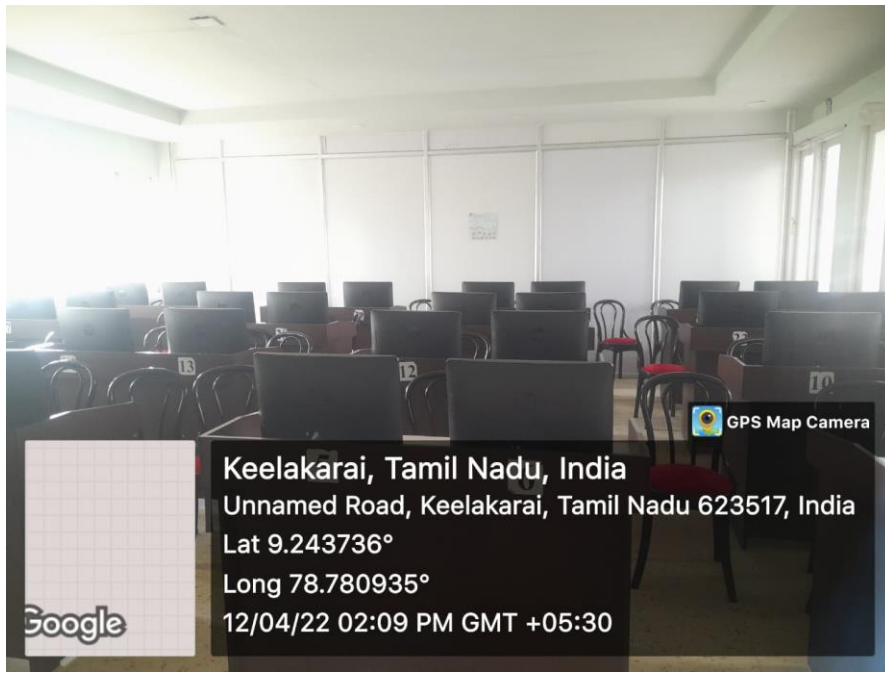 13
12
10
GPS Map Camera
Keelakarai, Tamil Nadu, India
Unnamed Road, Keelakarai, Tamil Nadu 623517, India
Lat 9.243736°
Long 78.780935°
12/04/22 02:09 PM GMT +05:30
Google